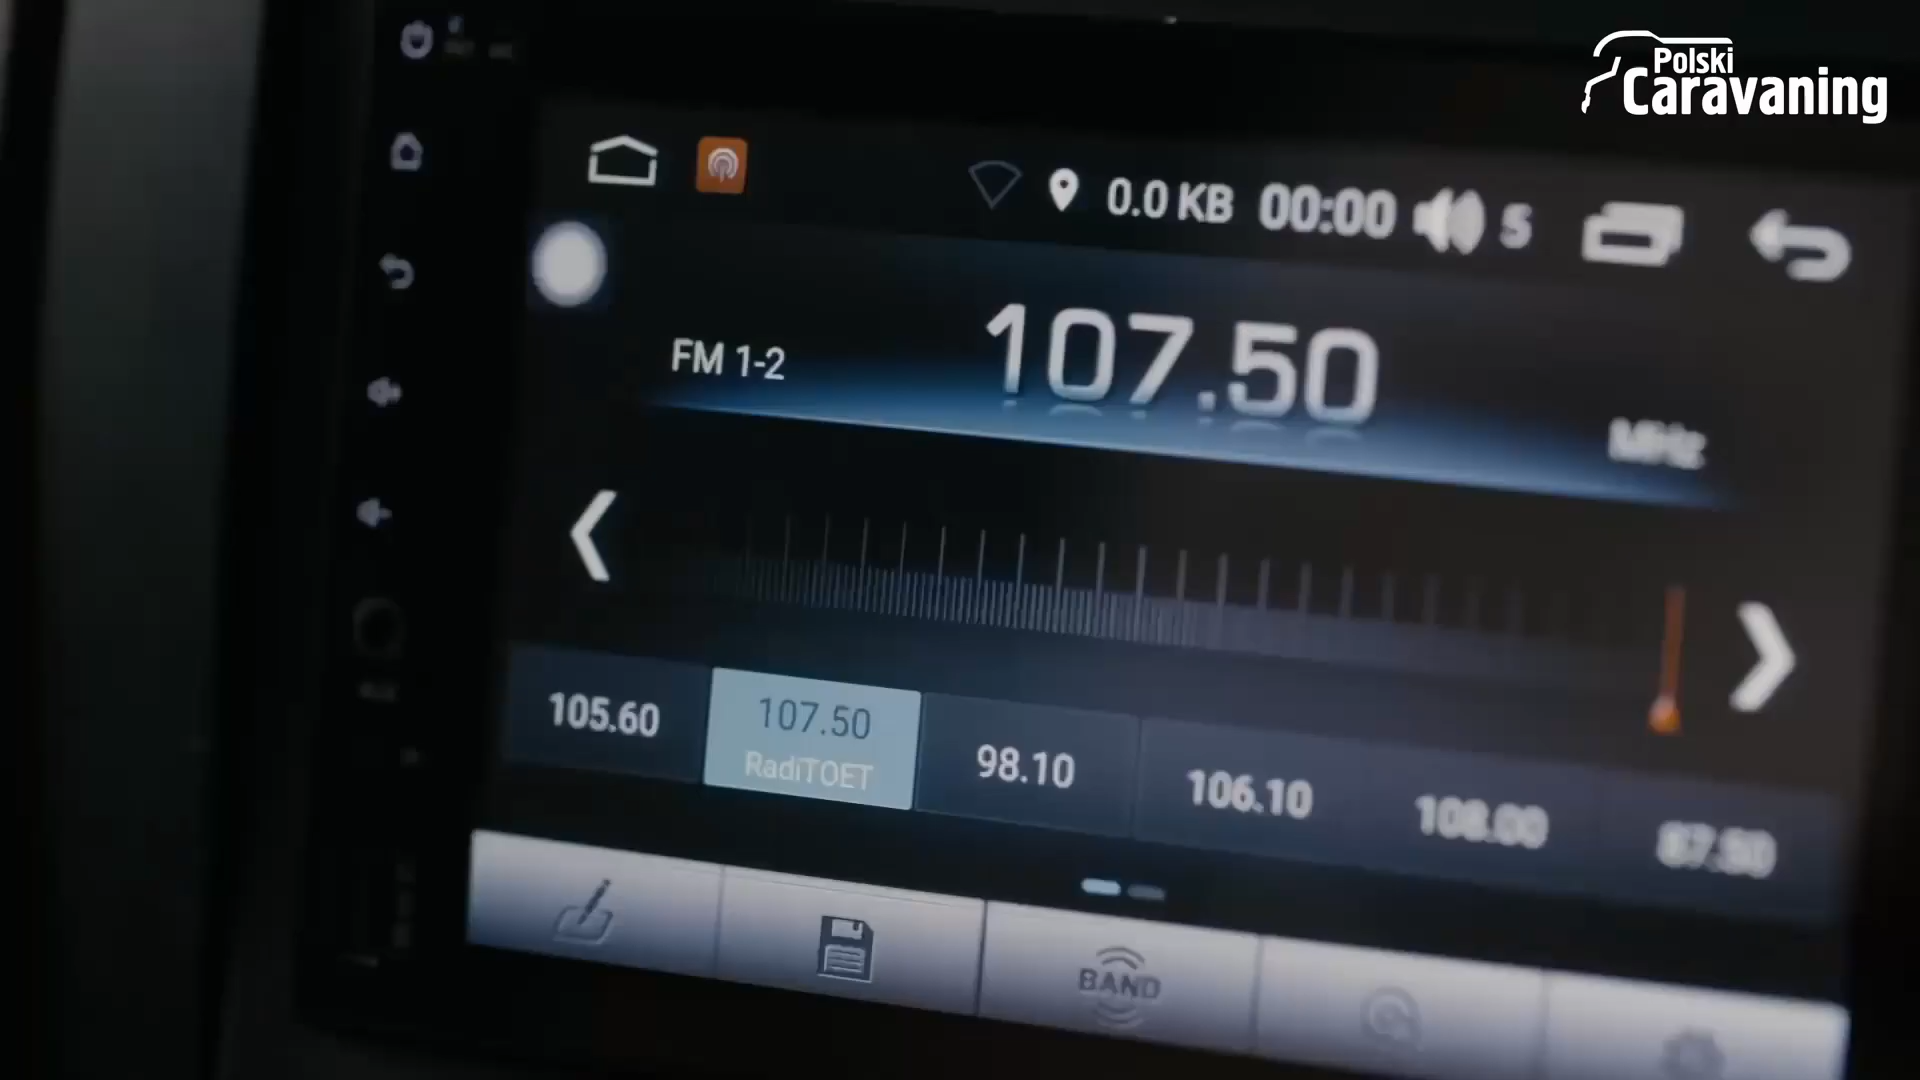 Polski
Caravaning
0.0 KB 00:00 5
FM 1-2
107.50
MHz
105.60
107.50
RadiTOET
98.10
106.10
108.00
87.50
BAND